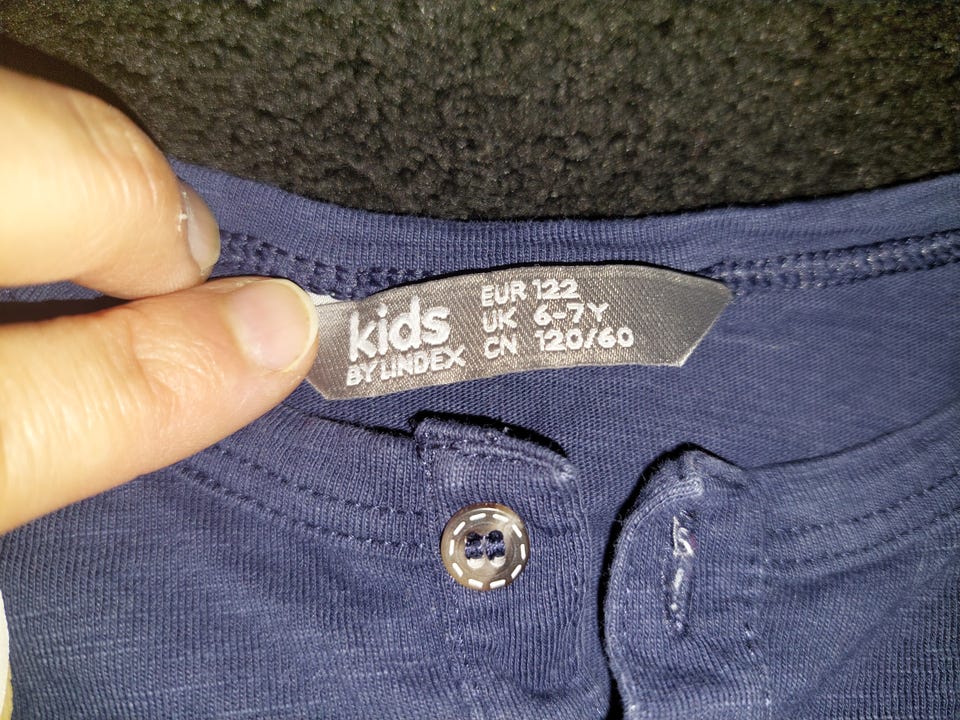 kids
BY LINDEX
EUR 122
UK 6-7Y
CN 120/60